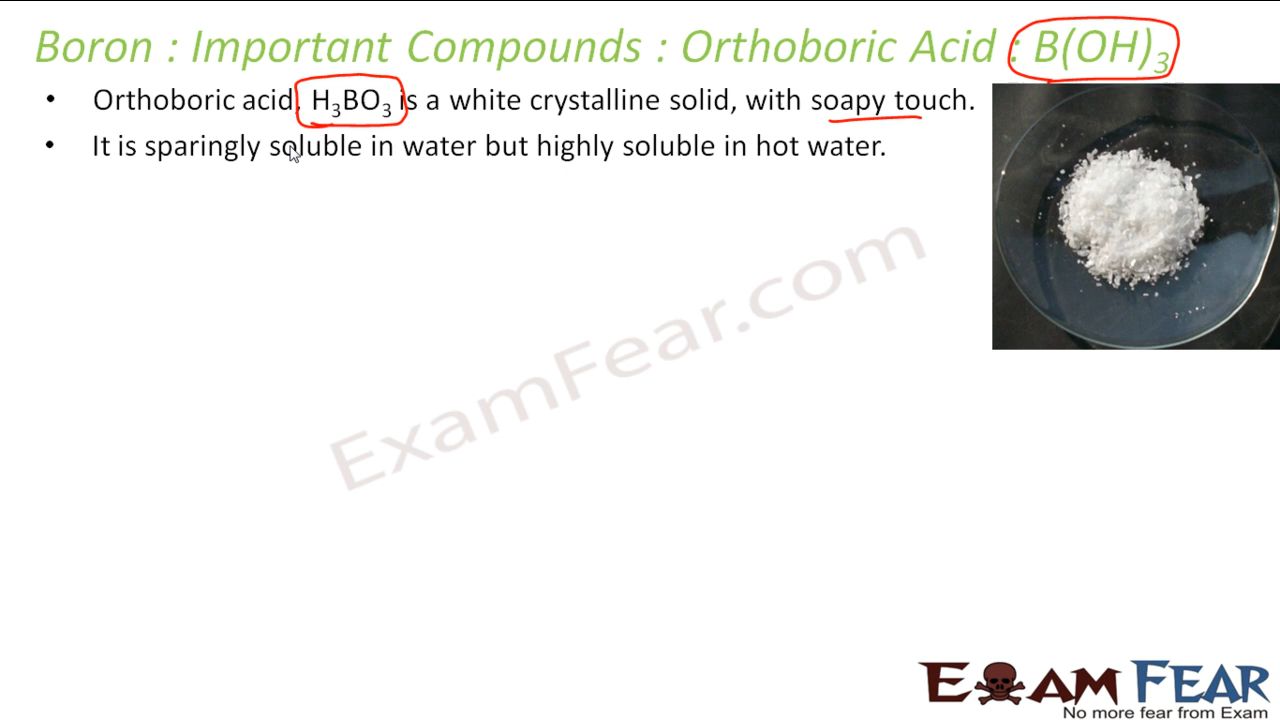 Boron : Important Compounds : Orthoboric Acid : B(OH)₃
• Orthoboric acid, H₃BO₃ is a white crystalline solid, with soapy touch.
• It is sparingly soluble in water but highly soluble in hot water.
ExamFear.com
EXAM FEAR
No more fear from Exam